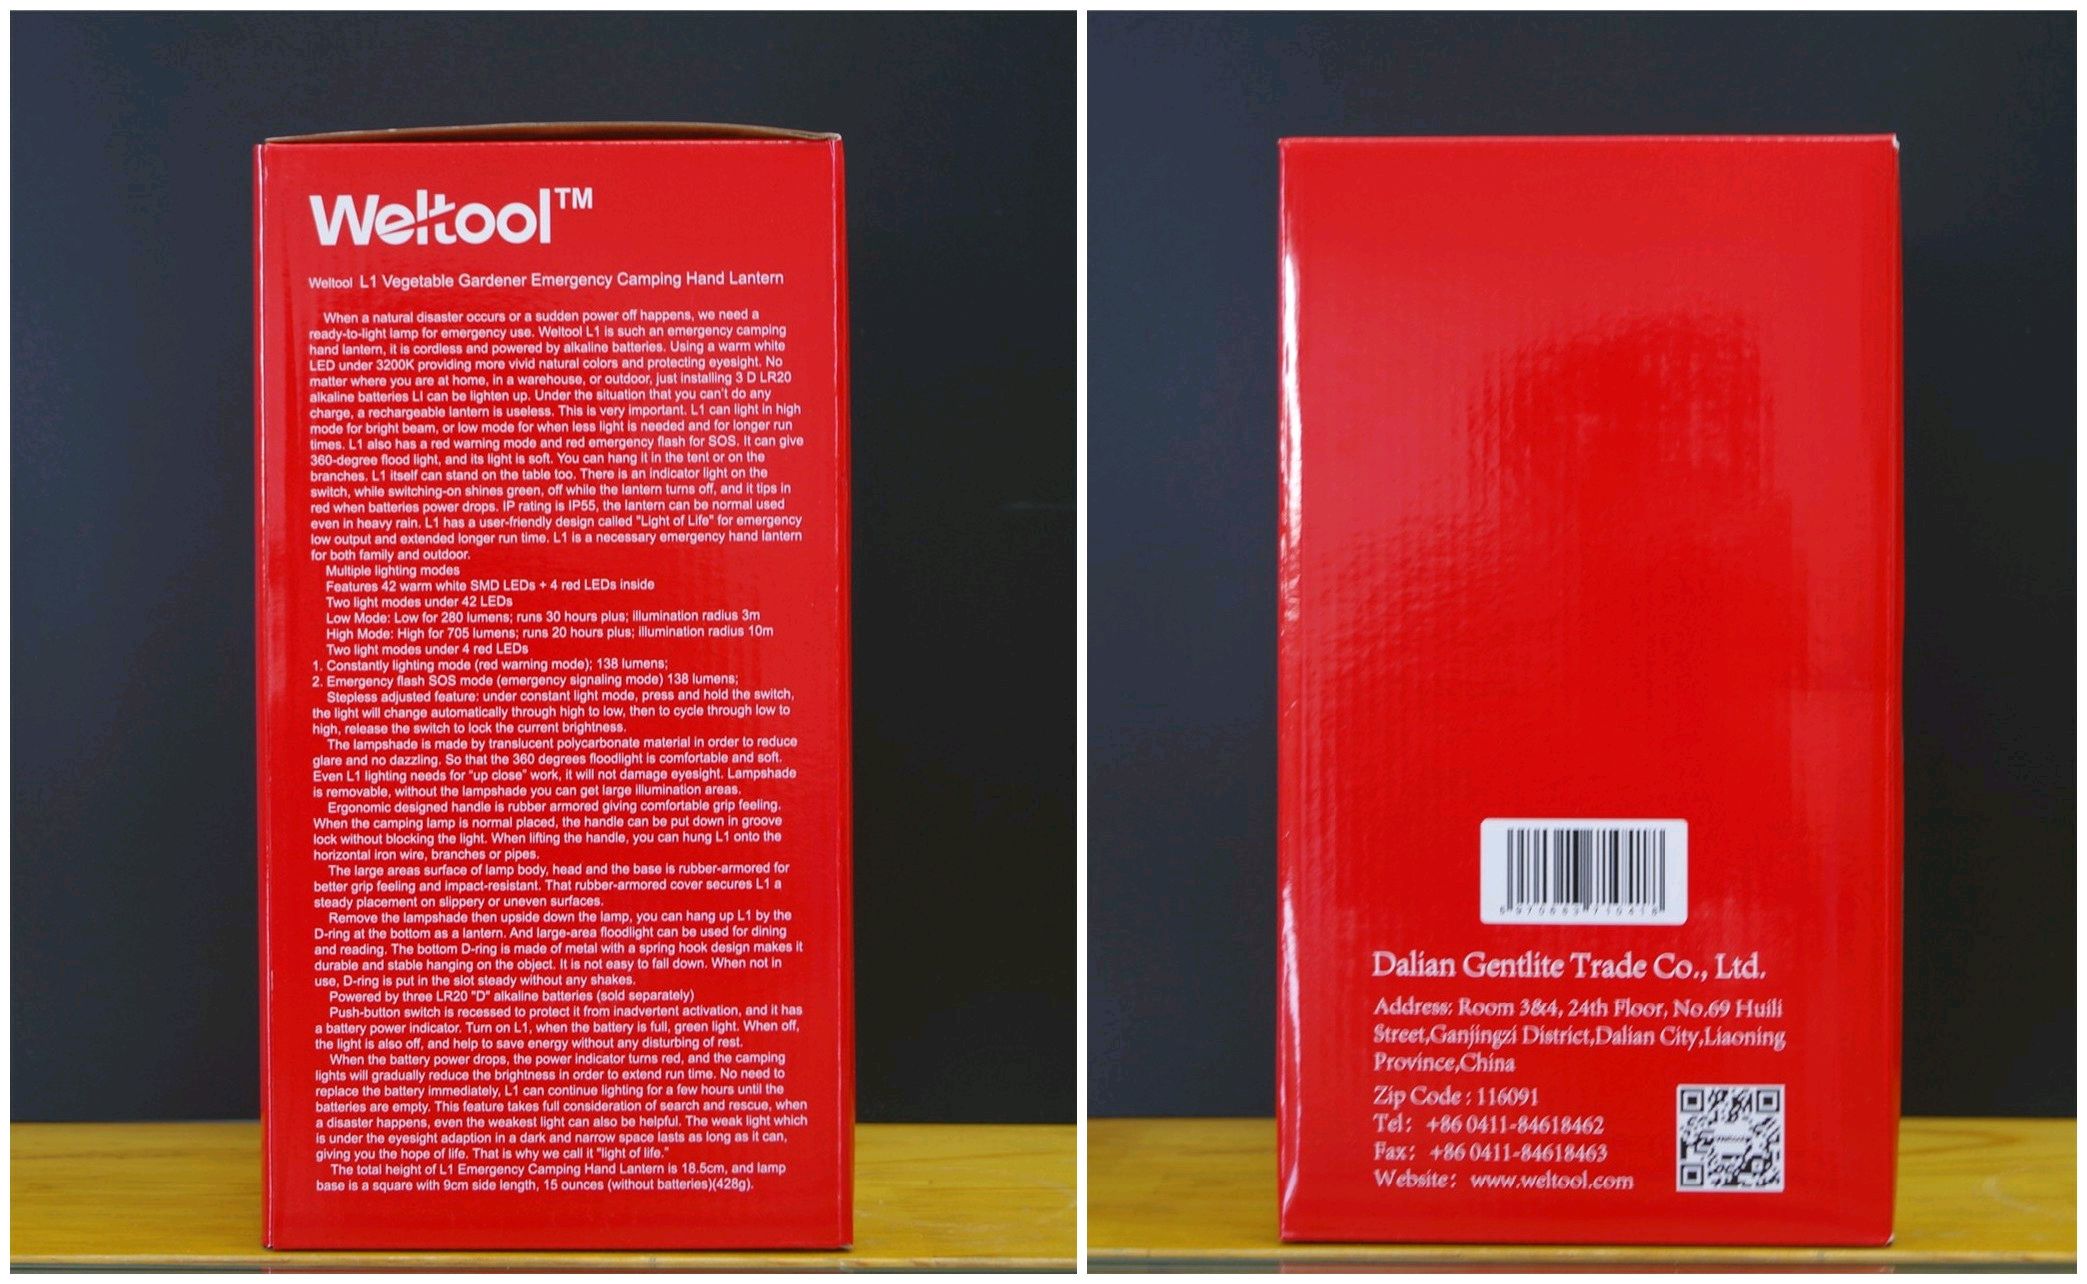 Weltool™
Weltool L1 Vegetable Gardener Emergency Camping Hand Lantern
When a natural disaster occurs or a sudden power off happens, we need a
ready-to-light lamp for emergency use. Weltool L1 is such an emergency camping
hand lantern, it is cordless and powered by alkaline batteries. Using a warm white
LED under 3200K providing more vivid natural colors and protecting eyesight. No
matter where you are at home, in a warehouse, or outdoor, just installing 3 D LR20
alkaline batteries LI can be lighten up. Under the situation that you can't do any
charge, a rechargeable lantern is useless. This is very important. L1 can light in high
mode for bright beam, or low mode for when less light is needed and for longer run
times. L1 also has a red warning mode and red emergency flash for SOS. It can give
360-degree flood light, and its light is soft. You can hang it in the tent or on the
branches. L1 itself can stand on the table too. There is an indicator light on the
switch, while switching-on shines green, off while the lantern turns off, and it tips in
red when batteries power drops. IP rating is IP55, the lantern can be normal used
even in heavy rain. L1 has a user-friendly design called "Light of Life" for emergency
low output and extended longer run time. L1 is a necessary emergency hand lantern
for both family and outdoor.
Multiple lighting modes
Features 42 warm white SMD LEDs + 4 red LEDs inside
Two light modes under 42 LEDs
Low Mode: Low for 280 lumens; runs 30 hours plus; illumination radius 3m
High Mode: High for 705 lumens; runs 20 hours plus; illumination radius 10m
Two light modes under 4 red LEDs
1. Constantly lighting mode (red warning mode); 138 lumens;
2. Emergency flash SOS mode (emergency signaling mode) 138 lumens;
Stepless adjusted feature: under constant light mode, press and hold the switch,
the light will change automatically through high to low, then to cycle through low to
high, release the switch to lock the current brightness.
The lampshade is made by translucent polycarbonate material in order to reduce
glare and no dazzling. So that the 360 degrees floodlight is comfortable and soft.
Even L1 lighting needs for "up close" work, it will not damage eyesight. Lampshade
is removable, without the lampshade you can get large illumination areas.
Ergonomic designed handle is rubber armored giving comfortable grip feeling.
When the camping lamp is normal placed, the handle can be put down in groove
lock without blocking the light. When lifting the handle, you can hung L1 onto the
horizontal iron wire, branches or pipes.
The large areas surface of lamp body, head and the base is rubber-armored for
better grip feeling and impact-resistant. That rubber-armored cover secures L1 a
steady placement on slippery or uneven surfaces.
Remove the lampshade then upside down the lamp, you can hang up L1 by the
D-ring at the bottom as a lantern. And large-area floodlight can be used for dining
and reading. The bottom D-ring is made of metal with a spring hook design makes it
durable and stable hanging on the object. It is not easy to fall down. When not in
use, D-ring is put in the slot steady without any shakes.
Powered by three LR20 "D" alkaline batteries (sold separately)
Push-button switch is recessed to protect it from inadvertent activation, and it has
a battery power indicator. Turn on L1, when the battery is full, green light. When off,
the light is also off, and help to save energy without any disturbing of rest.
When the battery power drops, the power indicator turns red, and the camping
lights will gradually reduce the brightness in order to extend run time. No need to
replace the battery immediately, L1 can continue lighting for a few hours until the
batteries are empty. This feature takes full consideration of search and rescue, when
a disaster happens, even the weakest light can also be helpful. The weak light which
is under the eyesight adaption in a dark and narrow space lasts as long as it can,
giving you the hope of life. That is why we call it "light of life."
The total height of L1 Emergency Camping Hand Lantern is 18.5cm, and lamp
base is a square with 9cm side length, 15 ounces (without batteries)(428g).
Dalian Gentlite Trade Co., Ltd.
Address: Room 3&4, 24th Floor, No.69 Huili
Street,Ganjingzi District,Dalian City,Liaoning
Province,China
Zip Code : 116091
Tel: +86 0411-84618462
Fax: +86 0411-84618463
Website: www.weltool.com